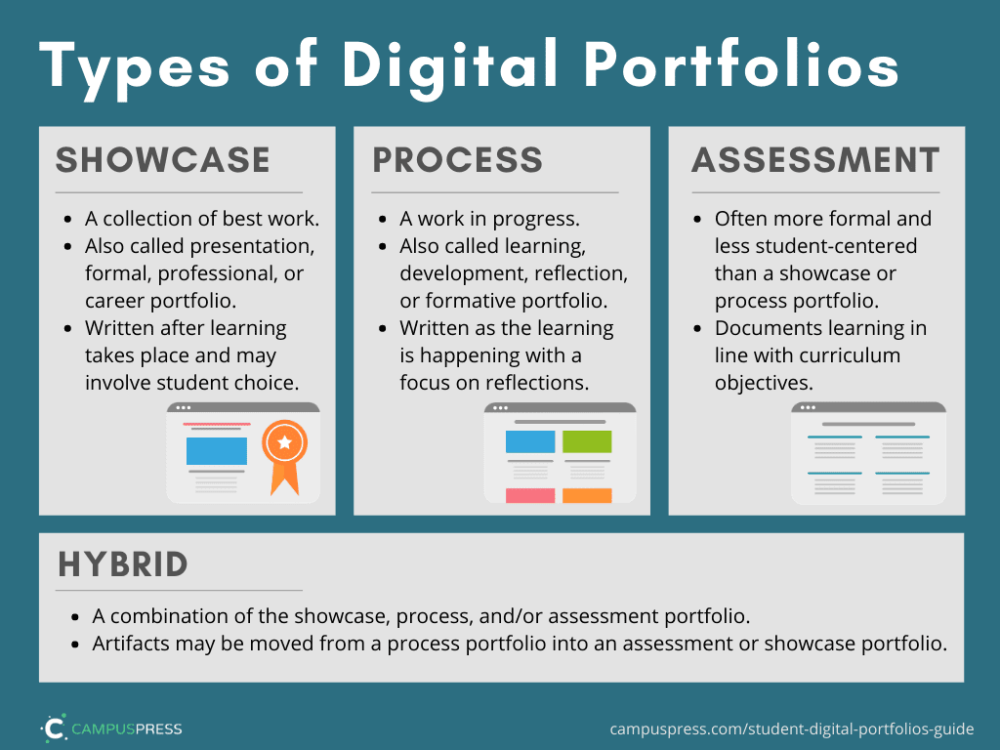 Types of Digital Portfolios
SHOWCASE
• A collection of best work.
• Also called presentation,
formal, professional, or
career portfolio.
• Written after learning
takes place and may
involve student choice.
PROCESS
• A work in progress.
• Also called learning,
development, reflection,
or formative portfolio.
• Written as the learning
is happening with a
focus on reflections.
ASSESSMENT
• Often more formal and
less student-centered
than a showcase or
process portfolio.
• Documents learning in
line with curriculum
objectives.
HYBRID
• A combination of the showcase, process, and/or assessment portfolio.
• Artifacts may be moved from a process portfolio into an assessment or showcase portfolio.
CAMPUSPRESS
campuspress.com/student-digital-portfolios-guide